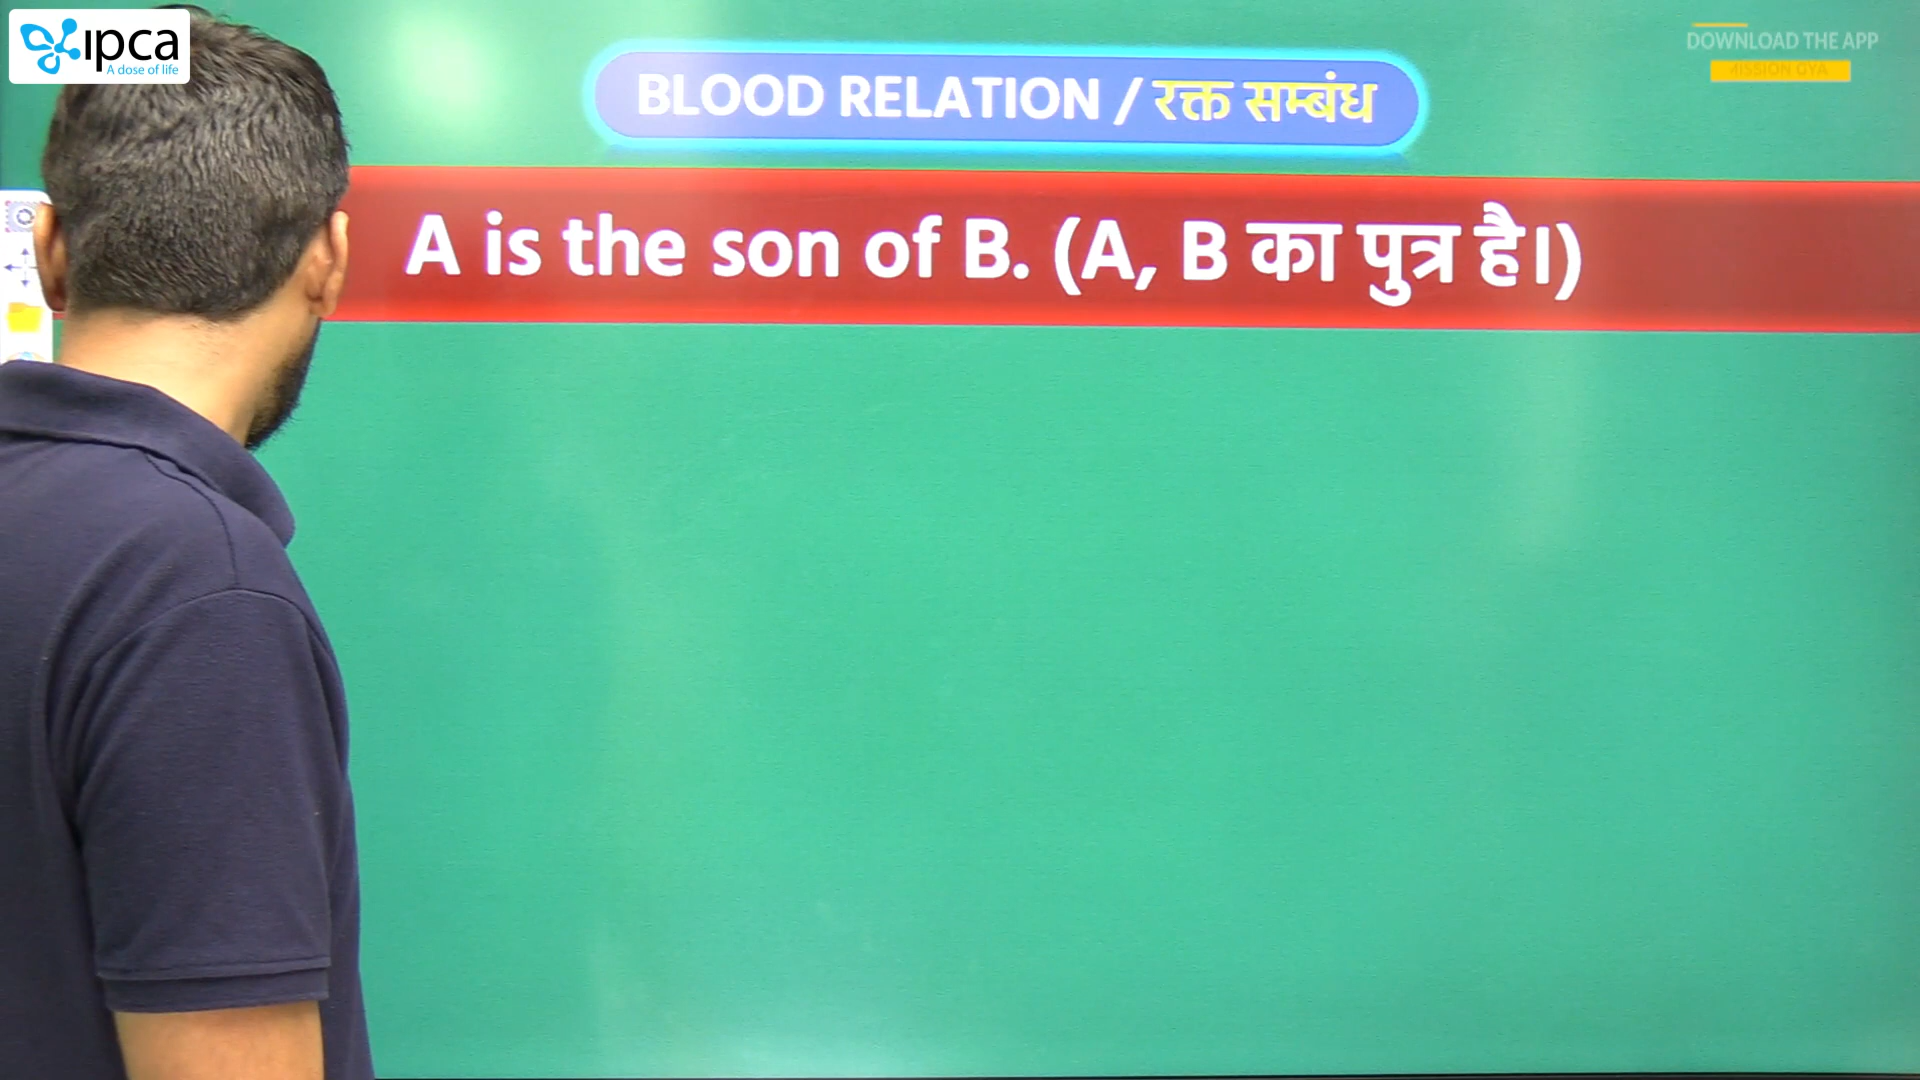 ipca
A dose of life
DOWNLOAD THE APP
BLOOD RELATION / रक्त सम्बंध
A is the son of B. (A, B का पुत्र है।)